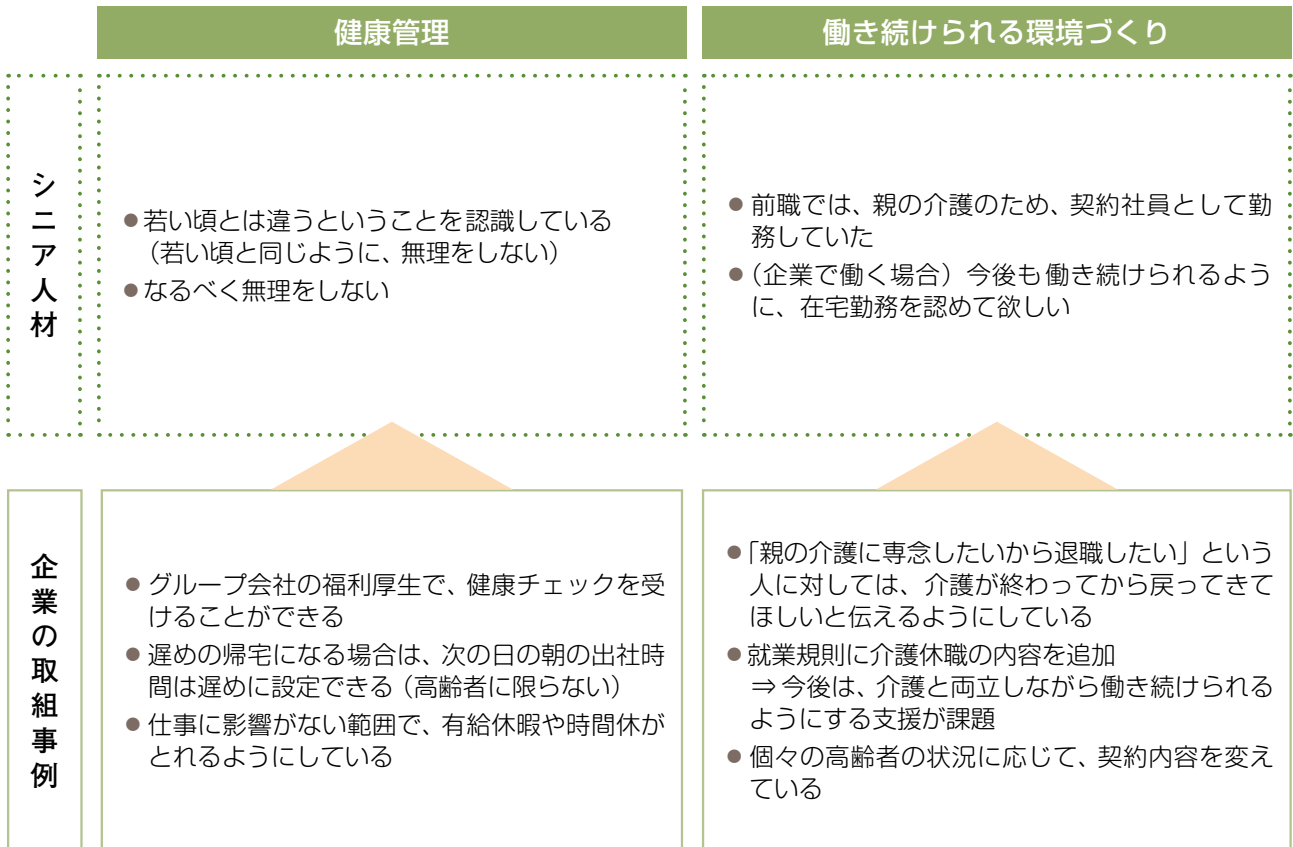 健康管理
働き続けられる環境づくり
シニア人材
●若い頃とは違うということを認識している
（若い頃と同じように、無理をしない）
●なるべく無理をしない
●前職では、親の介護のため、契約社員として勤
務していた
●（企業で働く場合）今後も働き続けられるよう
に、在宅勤務を認めて欲しい
企業の取組事例
●グループ会社の福利厚生で、健康チェックを受
けることができる
●遅めの帰宅になる場合は、次の日の朝の出社時
間は遅めに設定できる（高齢者に限らない）
●仕事に影響がない範囲で、有給休暇や時間休が
とれるようにしている
●「親の介護に専念したいから退職したい」という
人に対しては、介護が終わってから戻ってきて
ほしいと伝えるようにしている
●就業規則に介護休職の内容を追加
⇒今後は、介護と両立しながら働き続けられる
ようにする支援が課題
●個々の高齢者の状況に応じて、契約内容を変え
ている